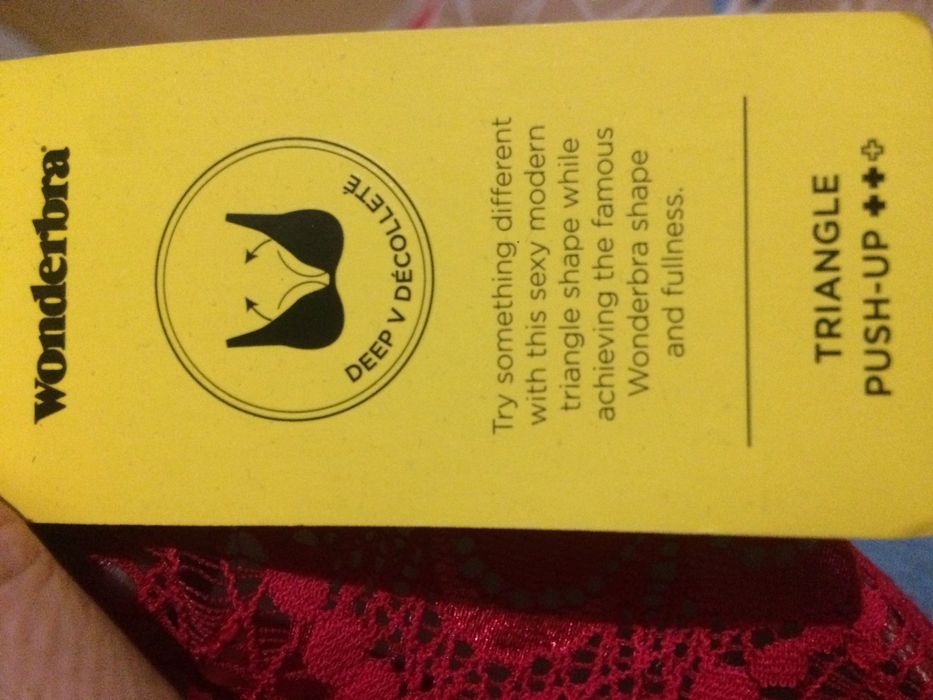 Wonderbra
DEEP V DÉCOLLETÉ
Try something different
with this sexy modern
triangle shape while
achieving the famous
Wonderbra shape
and fullness.
TRIANGLE
PUSH-UP